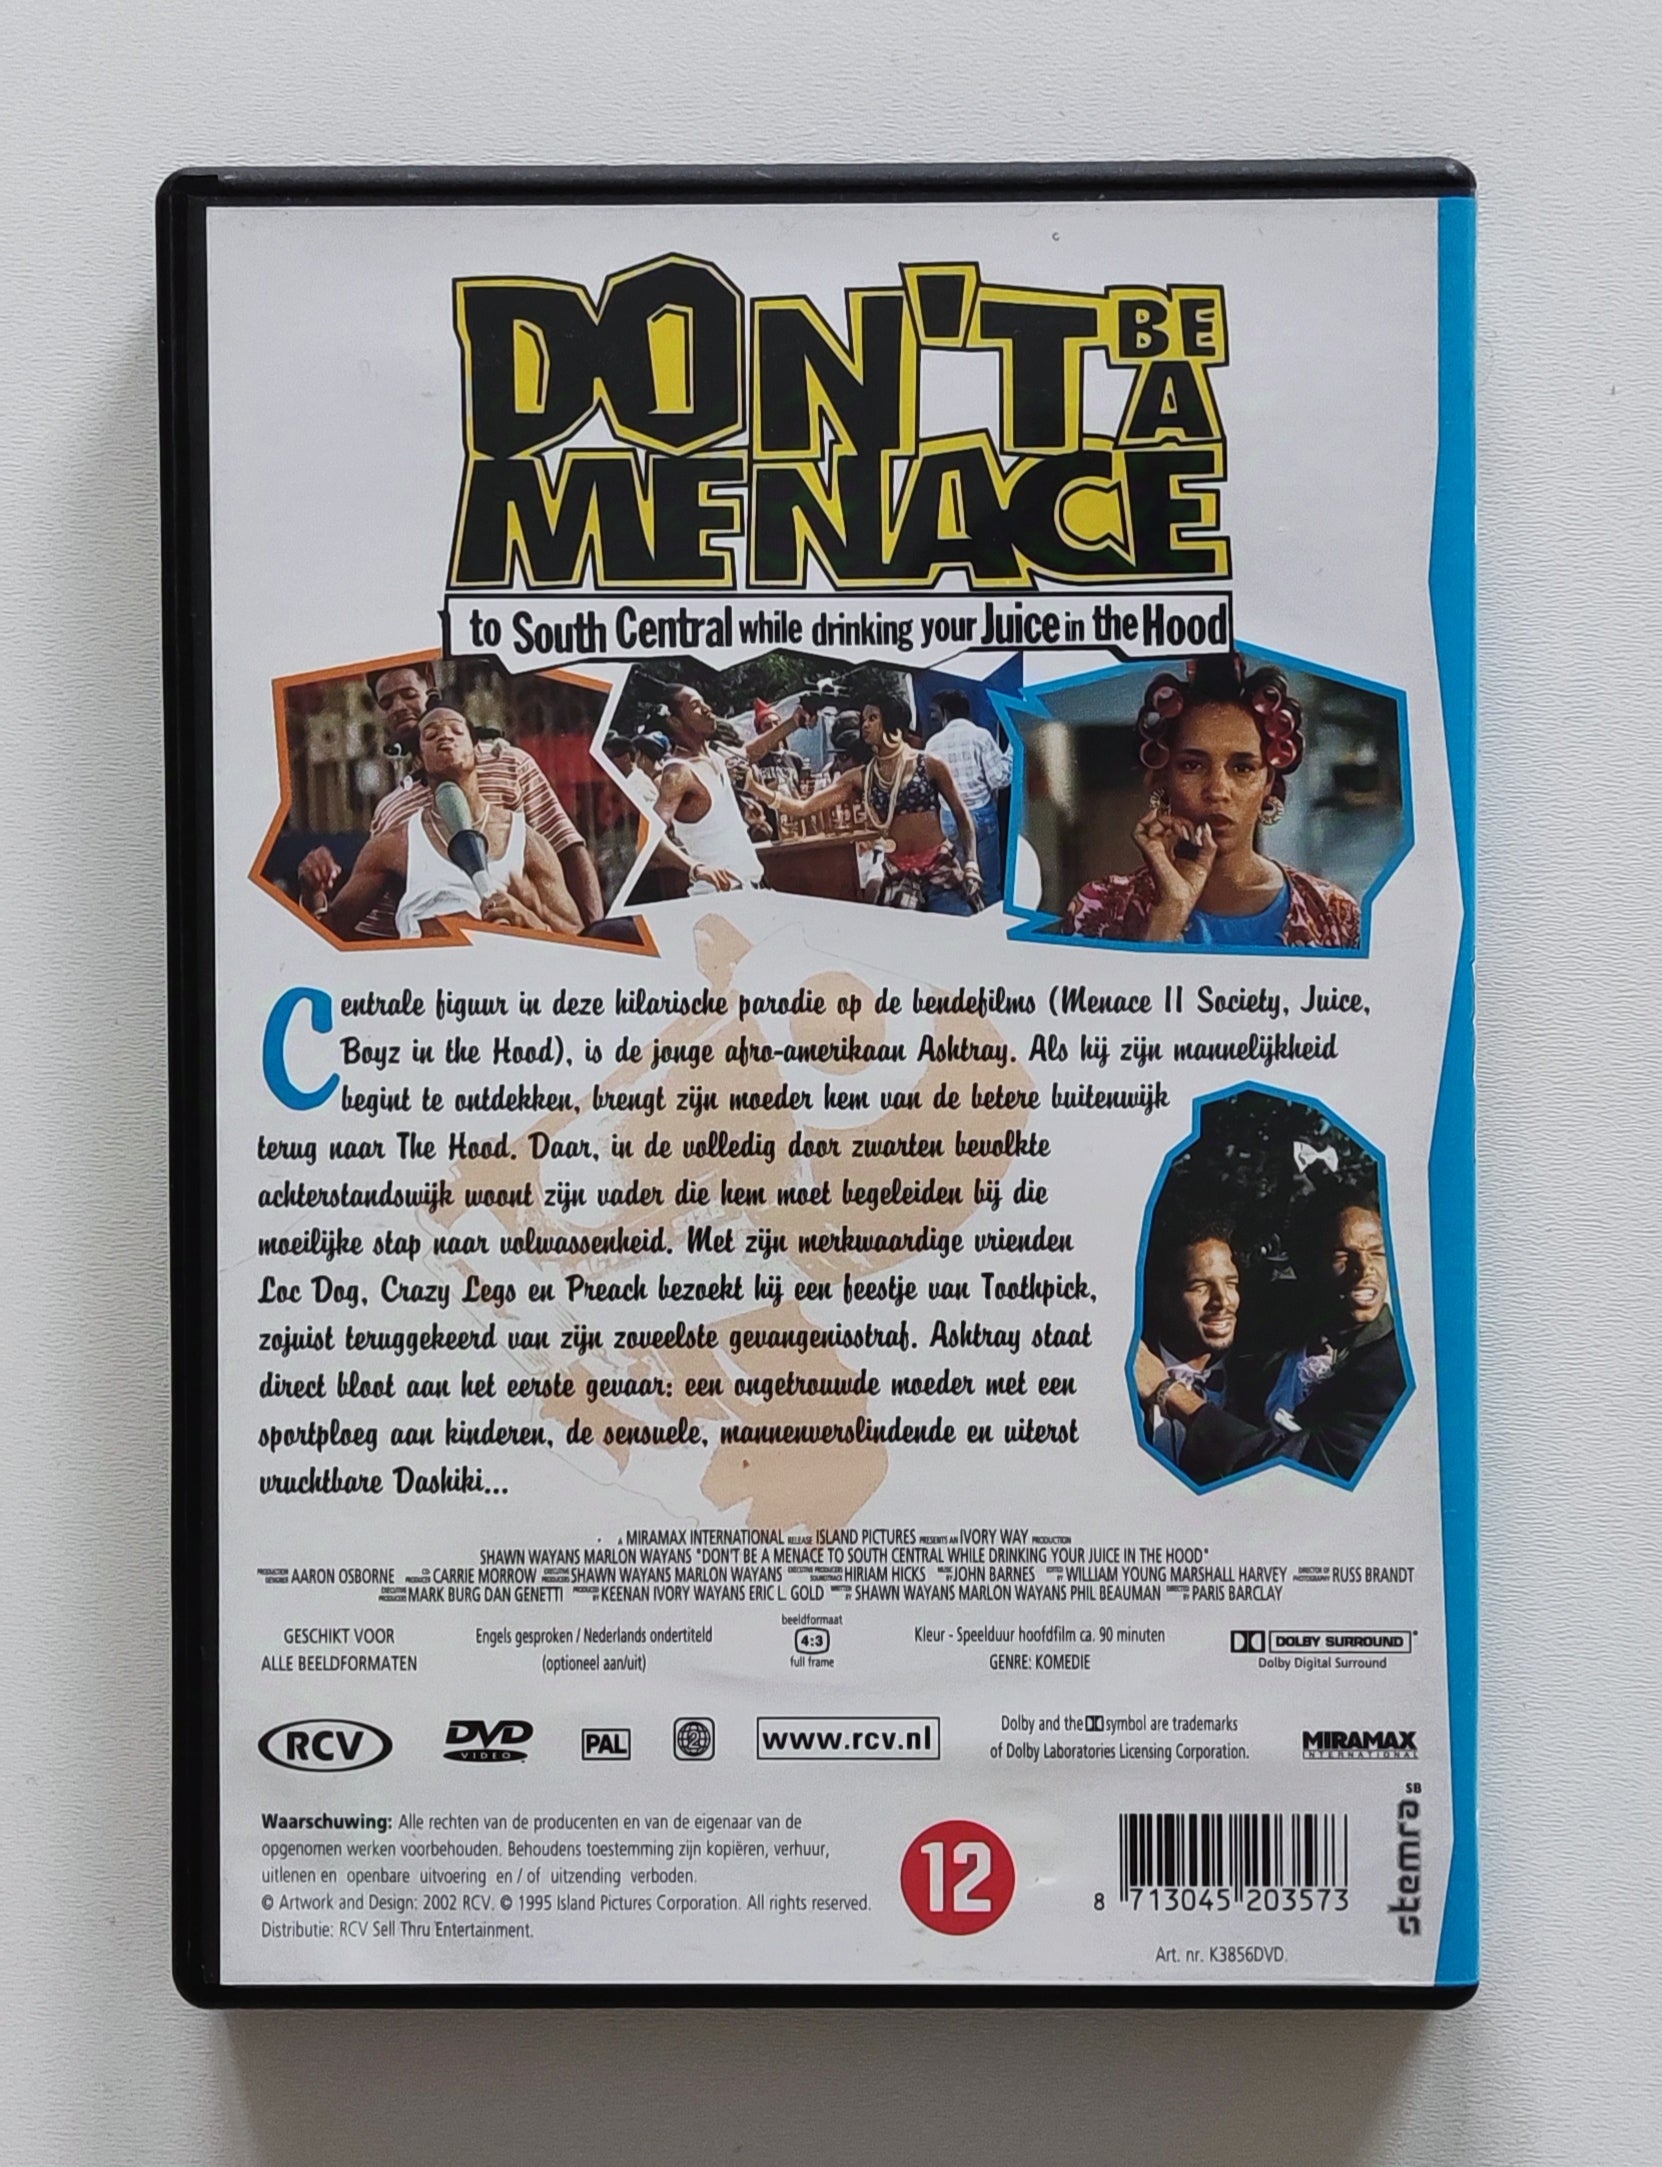 DON'T BE A
MENACE
to South Central while drinking your Juice in the Hood
Centrale figuur in deze hilarische parodie op de bendefilms (Menace II Society, Juice,
Boyz in the Hood), is de jonge afro-amerikaan Ashtray. Als hij zijn mannelijkheid
begint te ontdekken, brengt zijn moeder hem van de betere buitenwijk
terug naar The Hood. Daar, in de volledig door zwarten bevolkte
achterstandswijk woont zijn vader die hem moet begeleiden bij die
moeilijke stap naar volwassenheid. Met zijn merkwaardige vrienden
Loc Dog, Crazy Legs en Preach bezoekt hij een feestje van Toothpick,
zojuist teruggekeerd van zijn zoveelste gevangenisstraf. Ashtray staat
direct bloot aan het eerste gevaar: een ongetrouwde moeder met een
sportploeg aan kinderen, de sensuele, mannenverslindende en uiterst
vruchtbare Dashiki...
A MIRAMAX INTERNATIONAL RELEASE ISLAND PICTURES PRESENTS AN IVORY WAY PRODUCTION
SHAWN WAYANS MARLON WAYANS "DON'T BE A MENACE TO SOUTH CENTRAL WHILE DRINKING YOUR JUICE IN THE HOOD"
AARON OSBORNE CARRIE MORROW SHAWN WAYANS MARLON WAYANS HIRIAM HICKS JOHN BARNES WILLIAM YOUNG MARSHALL HARVEY RUSS BRANDT
MARK BURG DAN GENETTI KEENAN IVORY WAYANS ERIC L. GOLD SHAWN WAYANS MARLON WAYANS PHIL BEAUMAN PARIS BARCLAY
GESCHIKT VOOR
ALLE BEELDFORMATEN
Engels gesproken / Nederlands ondertiteld
(optioneel aan/uit)
beeldformaat
4:3
full frame
Kleur - Speelduur hoofdfilm ca. 90 minuten
GENRE: KOMEDIE
DOLBY SURROUND
Dolby Digital Surround
RCV
DVD
VIDEO
PAL
2
www.rcv.nl
Dolby and the symbol are trademarks
of Dolby Laboratories Licensing Corporation.
MIRAMAX
INTERNATIONAL
Waarschuwing: Alle rechten van de producenten en van de eigenaar van de
opgenomen werken voorbehouden. Behoudens toestemming zijn kopiëren, verhuur,
uitlenen en openbare uitvoering en / of uitzending verboden.
© Artwork and Design: 2002 RCV. © 1995 Island Pictures Corporation. All rights reserved.
Distributie: RCV Sell Thru Entertainment.
12
8 713045 203573
Art. nr. K3856DVD
stemra SB